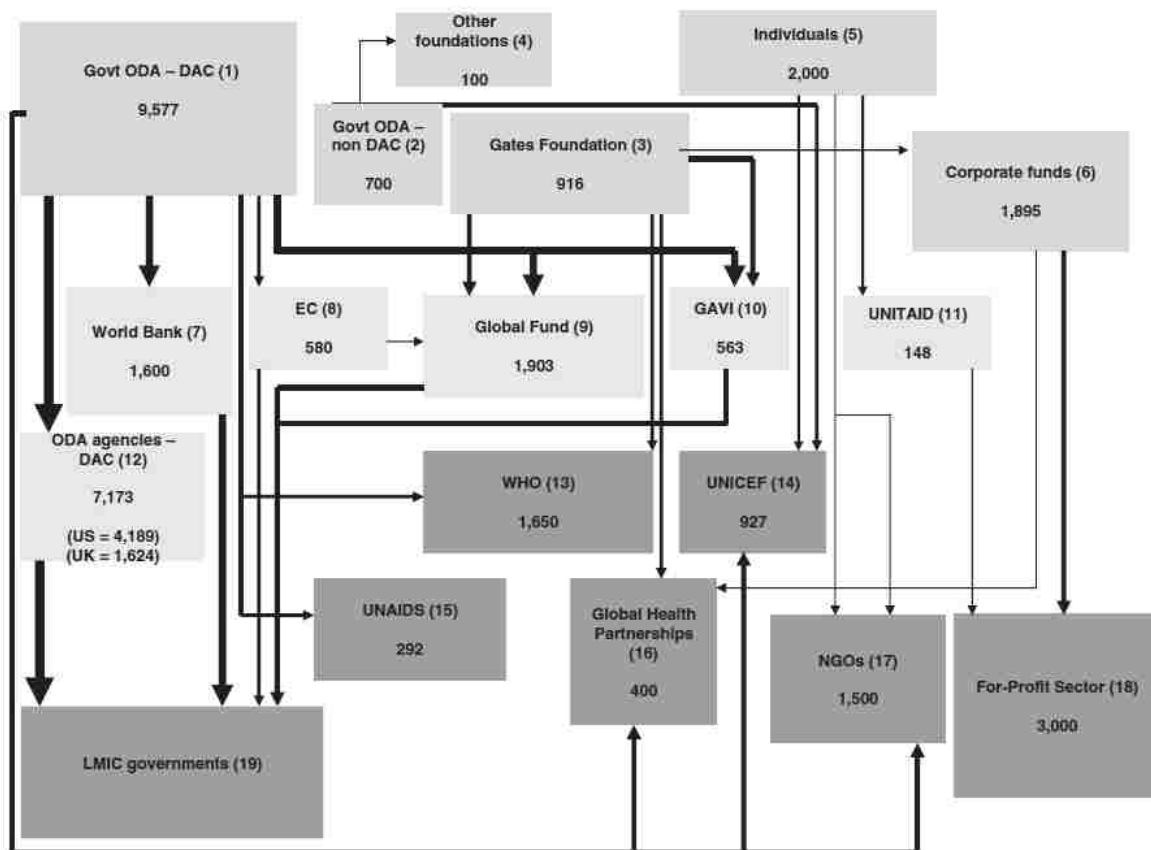 Govt ODA – DAC (1)
9,577
Other
foundations (4)
100
Individuals (5)
2,000
Govt ODA –
non DAC (2)
700
Gates Foundation (3)
916
Corporate funds (6)
1,895
World Bank (7)
1,600
EC (8)
580
Global Fund (9)
1,903
GAVI (10)
563
UNITAID (11)
148
ODA agencies –
DAC (12)
7,173
(US = 4,189)
(UK = 1,624)
WHO (13)
1,650
UNICEF (14)
927
UNAIDS (15)
292
Global Health
Partnerships
(16)
400
NGOs (17)
1,500
For-Profit Sector (18)
3,000
LMIC governments (19)